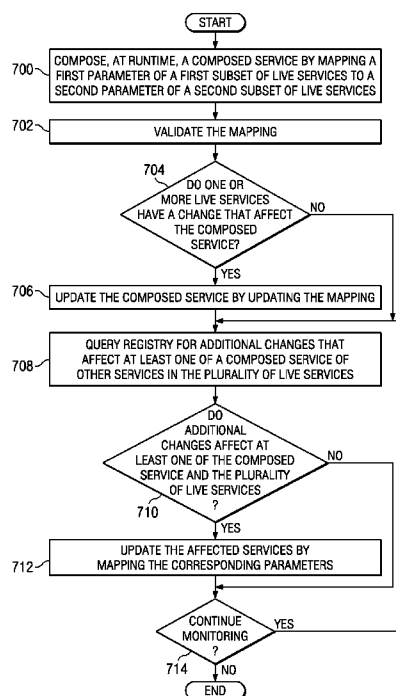 START
700
COMPOSE, AT RUNTIME, A COMPOSED SERVICE BY MAPPING A
FIRST PARAMETER OF A FIRST SUBSET OF LIVE SERVICES TO A
SECOND PARAMETER OF A SECOND SUBSET OF LIVE SERVICES
702
VALIDATE THE MAPPING
704
DO ONE OR
MORE LIVE SERVICES
HAVE A CHANGE THAT AFFECT
THE COMPOSED
SERVICE?
NO
YES
706
UPDATE THE COMPOSED SERVICE BY UPDATING THE MAPPING
708
QUERY REGISTRY FOR ADDITIONAL CHANGES THAT
AFFECT AT LEAST ONE OF A COMPOSED SERVICE OF
OTHER SERVICES IN THE PLURALITY OF LIVE SERVICES
DO
ADDITIONAL
CHANGES AFFECT AT
LEAST ONE OF THE COMPOSED
SERVICE AND THE PLURALITY
OF LIVE SERVICES
?
NO
710
YES
712
UPDATE THE AFFECTED SERVICES BY
MAPPING THE CORRESPONDING PARAMETERS
CONTINUE
MONITORING
?
YES
714
NO
END